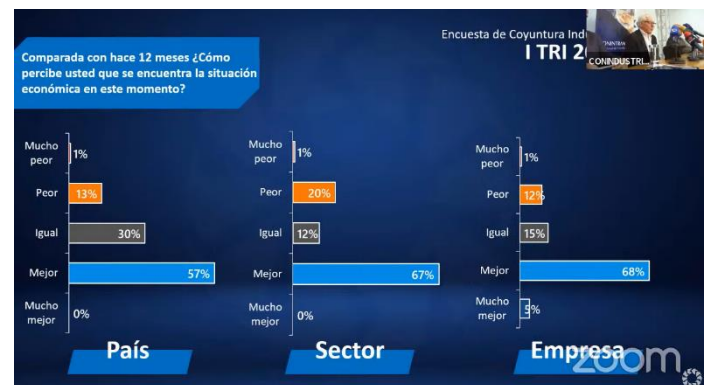 Encuesta de Coyuntura
I TRI
CONINDUSTRI...
Comparada con hace 12 meses ¿Cómo
percibe usted que se encuentra la situación
económica en este momento?
Mucho
peor
1%
Peor
13%
Igual
30%
Mejor
57%
Mucho
mejor
0%
País
Mucho
peor
1%
Peor
20%
Igual
12%
Mejor
67%
Mucho
mejor
0%
Sector
Mucho
peor
1%
Peor
12%
Igual
15%
Mejor
68%
Mucho
mejor
5%
Empresa
zoom